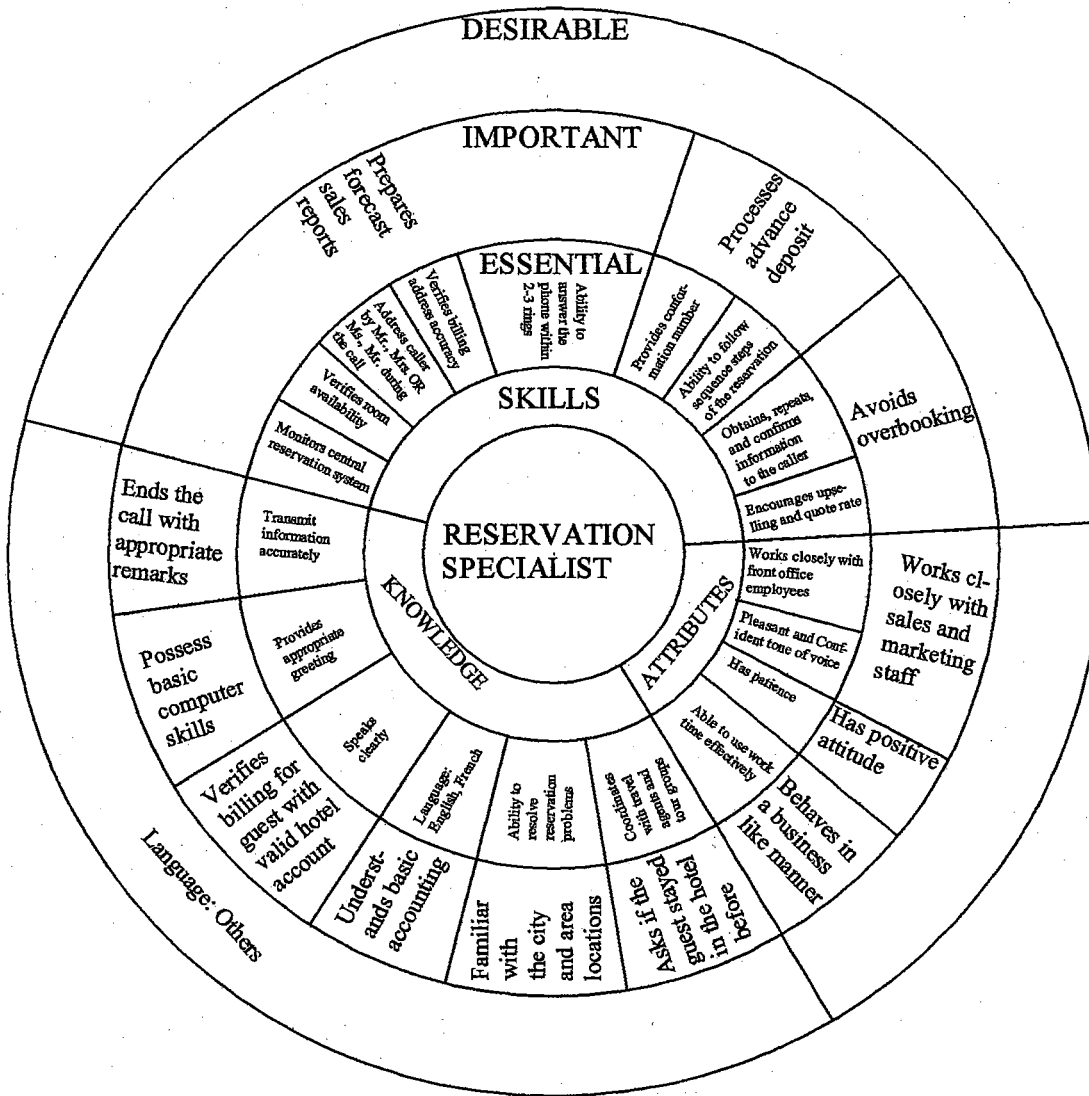 DESIRABLE
IMPORTANT
Prepares
forecast
sales
reports
Processes
advance
deposit
Avoids
overbooking
ESSENTIAL
Monitors central
reservation system
Verifies room
availability
Address caller
by Mr., Mrs. OR
Ms., Mr. during
the call
Verifies billing
address accuracy
Ability to
answer the
phone within
2-3 rings
Provides confor-
mation number
Ability to follow
sequence steps
of the reservation
Obtains, repeats,
and confirms
information
to the caller
Encourages upse-
lling and quote rate
SKILLS
RESERVATION
SPECIALIST
ATTRIBUTES
Works closely with
front office
employees
Pleasant and Conf-
ident tone of voice
Has patience
Able to use work
time effectively
Works cl-
osely with
sales and
marketing
staff
Has positive
attitude
Behaves in
a business
like manner
KNOWLEDGE
Transmit
information
accurately
Provides
appropriate
greeting
Speaks
clearly
Language:
English, French
Ability to
resolve
reservation
problems
Coordinates
with travel
agents and
tour groups
Ends the
call with
appropriate
remarks
Possess
basic
computer
skills
Verifies
billing for
guest with
valid hotel
account
Underst-
ands basic
accounting
Familiar
with
the city
and area
locations
Asks if the
guest stayed
in the hotel
before
Language: Others